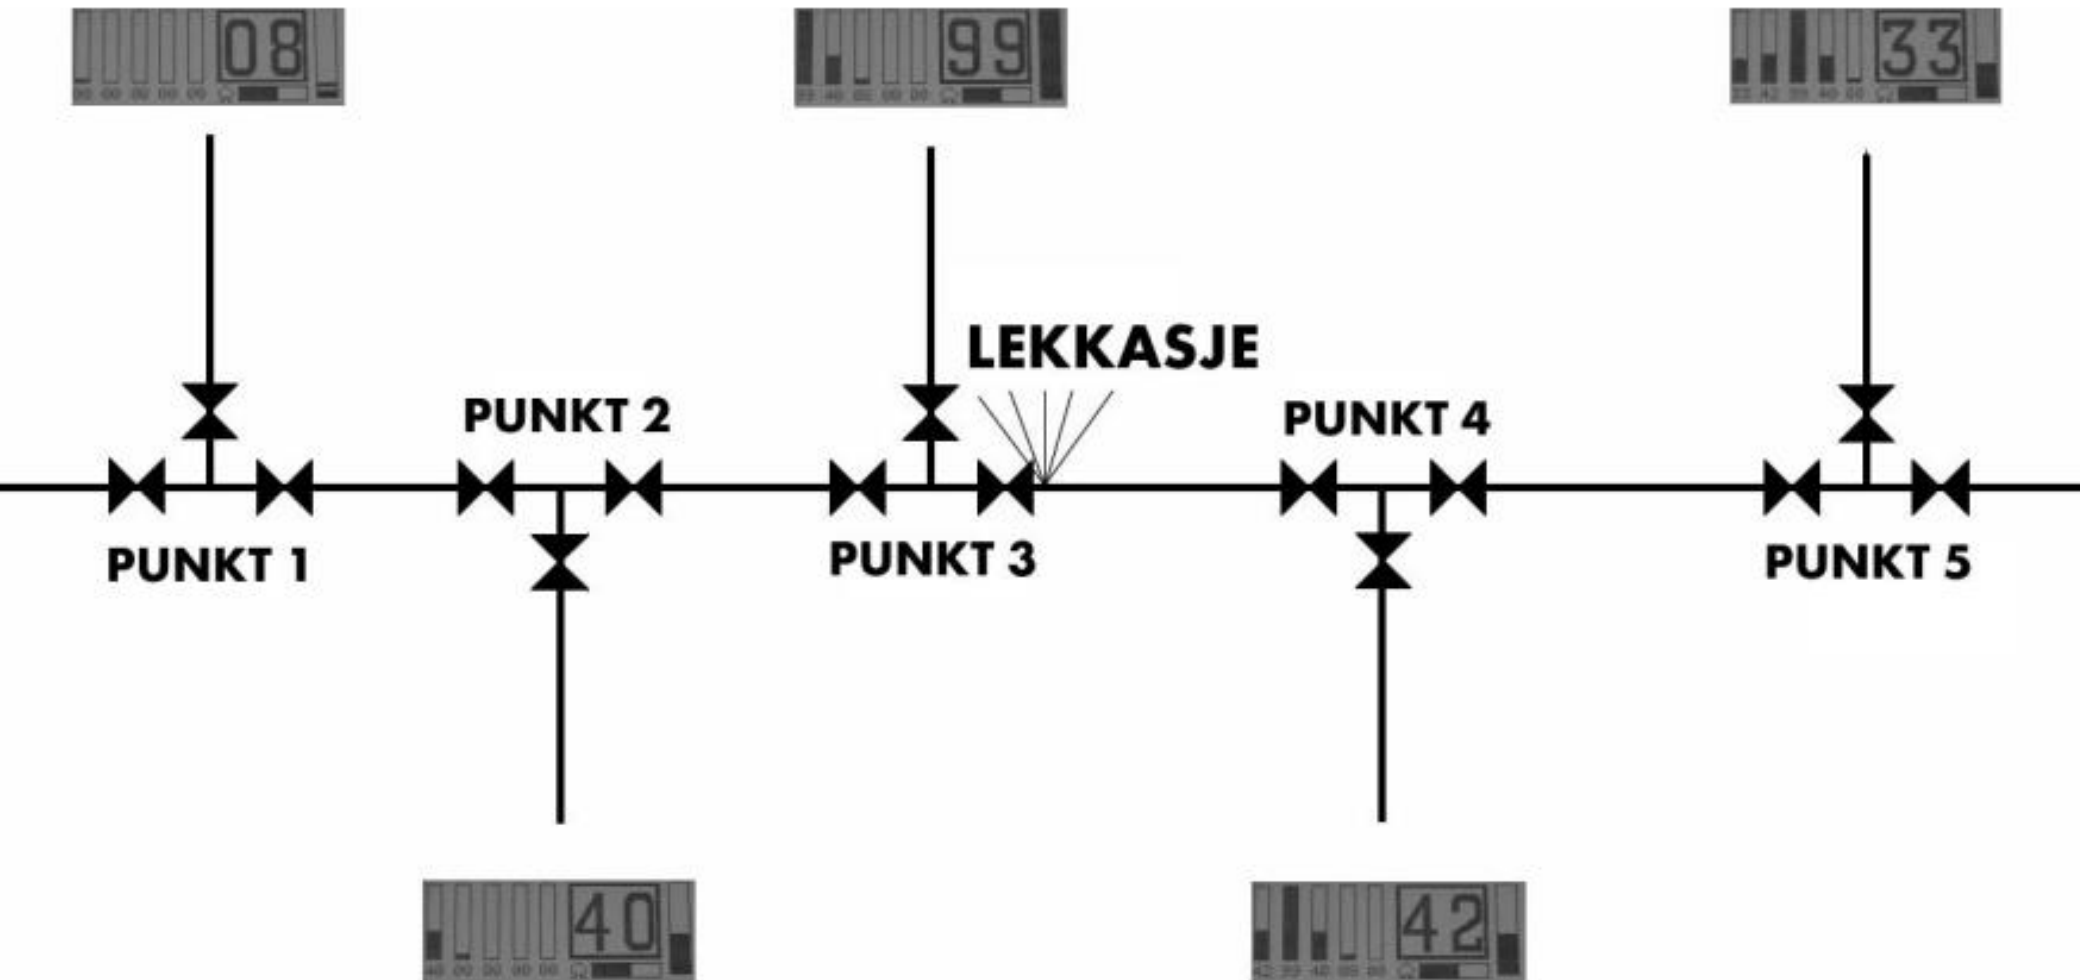 08
99
33
LEKKASJE
PUNKT 2
PUNKT 4
PUNKT 1
PUNKT 3
PUNKT 5
40
42